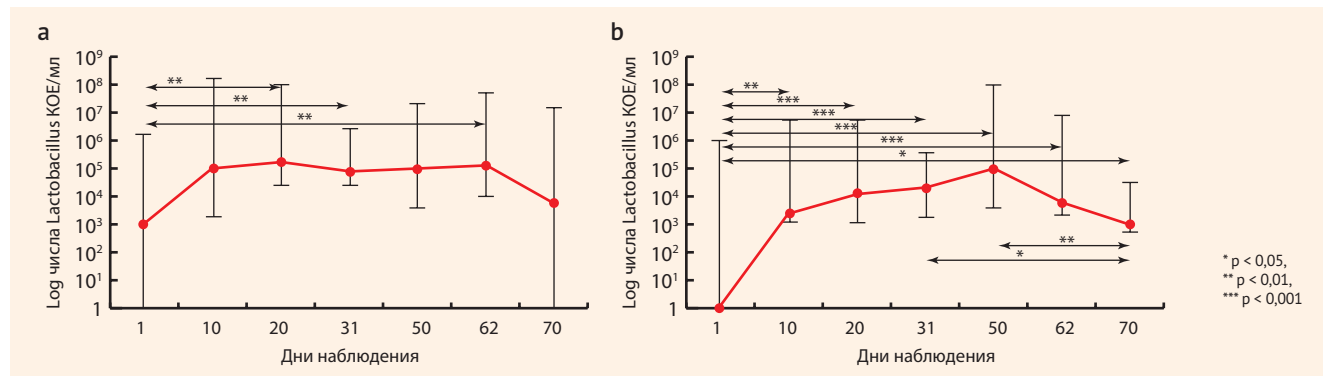 a
Log числа Lactobacillus КОЕ/мл
10⁹
10⁸
10⁷
10⁶
10⁵
10⁴
10³
10²
10¹
1
**
**
**
1 10 20 31 50 62 70
Дни наблюдения
b
Log числа Lactobacillus КОЕ/мл
10⁹
10⁸
10⁷
10⁶
10⁵
10⁴
10³
10²
10¹
1
**
***
***
***
***
*
**
*
1 10 20 31 50 62 70
Дни наблюдения
* p < 0,05,
** p < 0,01,
*** p < 0,001